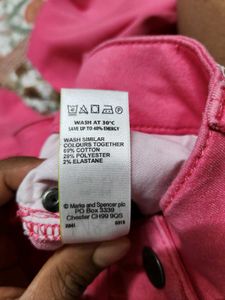 WASH AT 30°C
SAVE UP TO 40% ENERGY
WASH SIMILAR
COLOURS TOGETHER
69% COTTON
29% POLYESTER
2% ELASTANE
© Marks and Spencer plc
PO Box 3339
Chester CH99 9QS